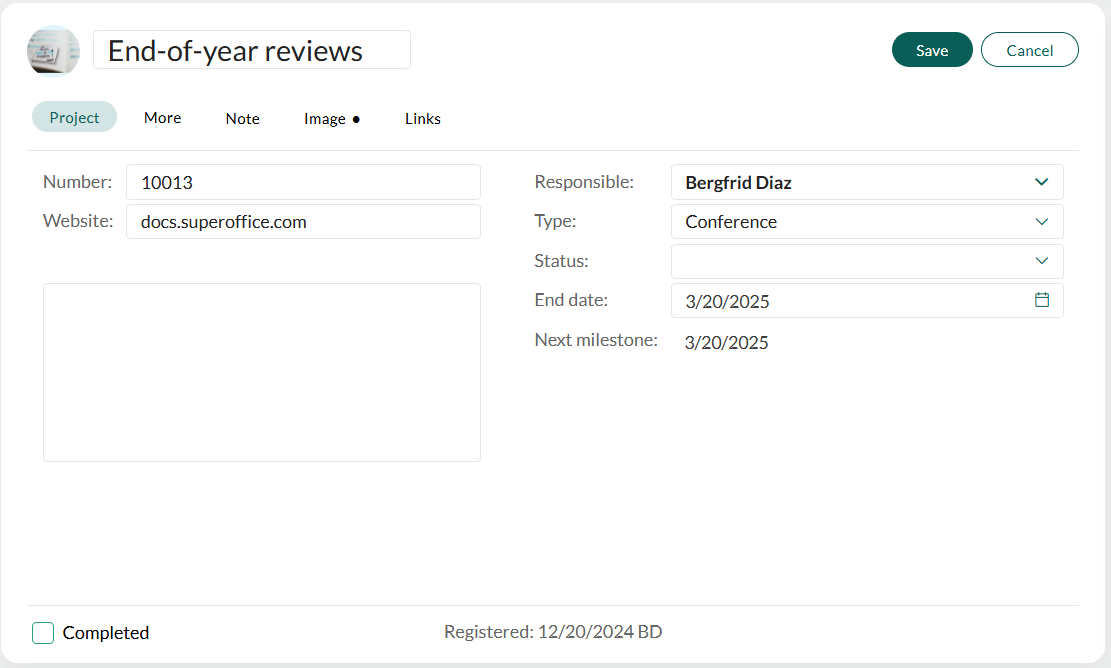 End-of-year reviews
Save
Cancel
Project
More
Note
Image ●
Links
Number: 10013
Website: docs.superoffice.com
Responsible: Bergfrid Diaz
Type: Conference
Status:
End date: 3/20/2025
Next milestone: 3/20/2025
Completed
Registered: 12/20/2024 BD